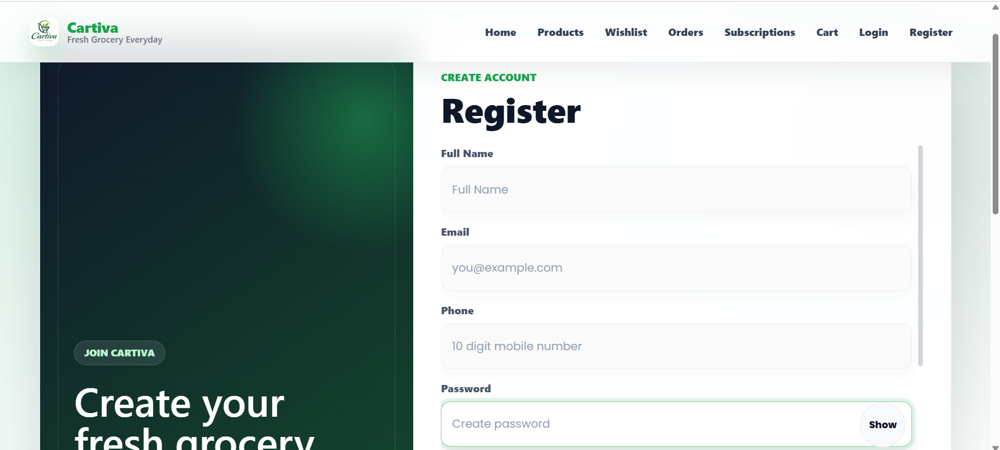 Cartiva
Cartiva
Fresh Grocery Everyday
Home Products Wishlist Orders Subscriptions Cart Login Register
JOIN CARTIVA
Create your
fresh grocery
CREATE ACCOUNT
Register
Full Name
Full Name
Email
you@example.com
Phone
10 digit mobile number
Password
Create password
Show